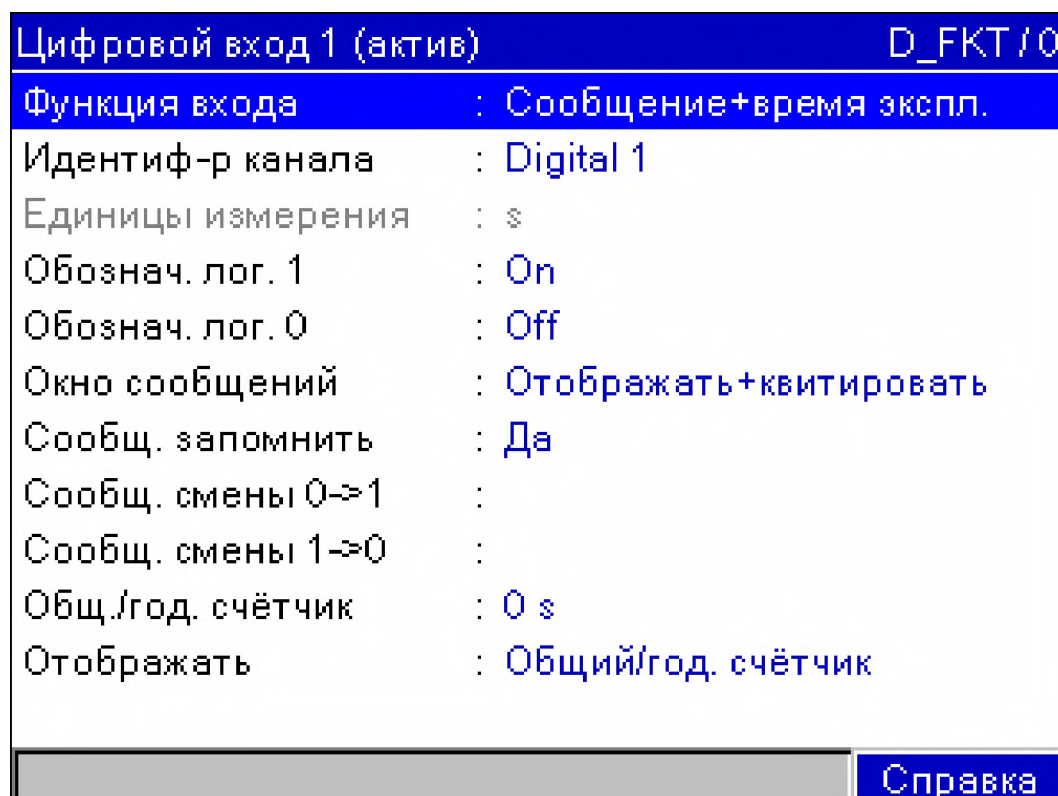 Цифровой вход 1 (актив) D_FKT / 0
Функция входа : Сообщение+время экспл.
Идентиф-р канала : Digital 1
Единицы измерения : s
Обознач. лог. 1 : On
Обознач. лог. 0 : Off
Окно сообщений : Отображать+квитировать
Сообщ. запомнить : Да
Сообщ. смены 0->1 :
Сообщ. смены 1->0 :
Общ./год. счётчик : 0 s
Отображать : Общий/год. счётчик
Справка